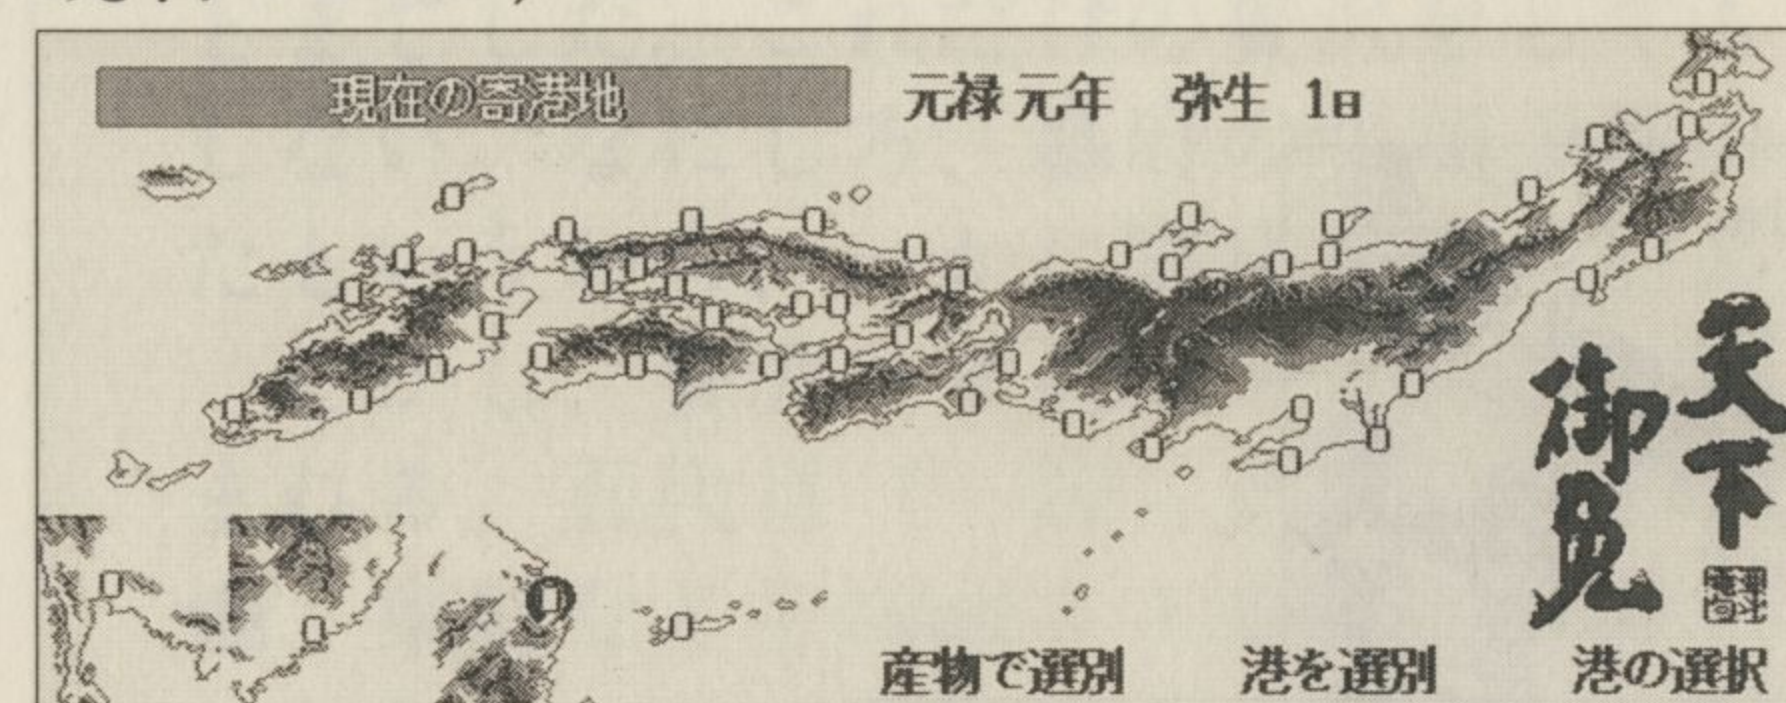 現在の寄港地
元禄元年 弥生 1日
天下
御免
産物で選別 港を選別 港の選択